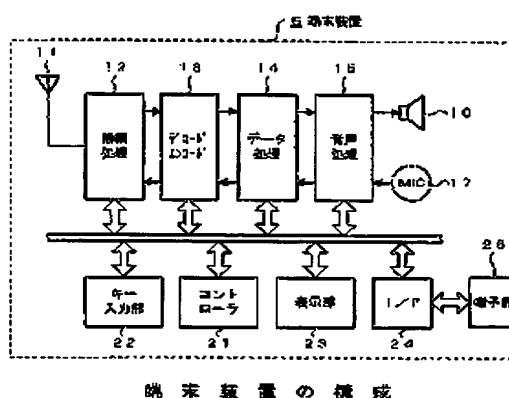 5 端末装置
11
12
13
14
15
無線
処理
デコード
エンコード
データ
処理
音声
処理
16
MIC
17
キー
入力部
コント
ローラ
表示部
I/F
端子部
22
21
23
24
端末装置の構成